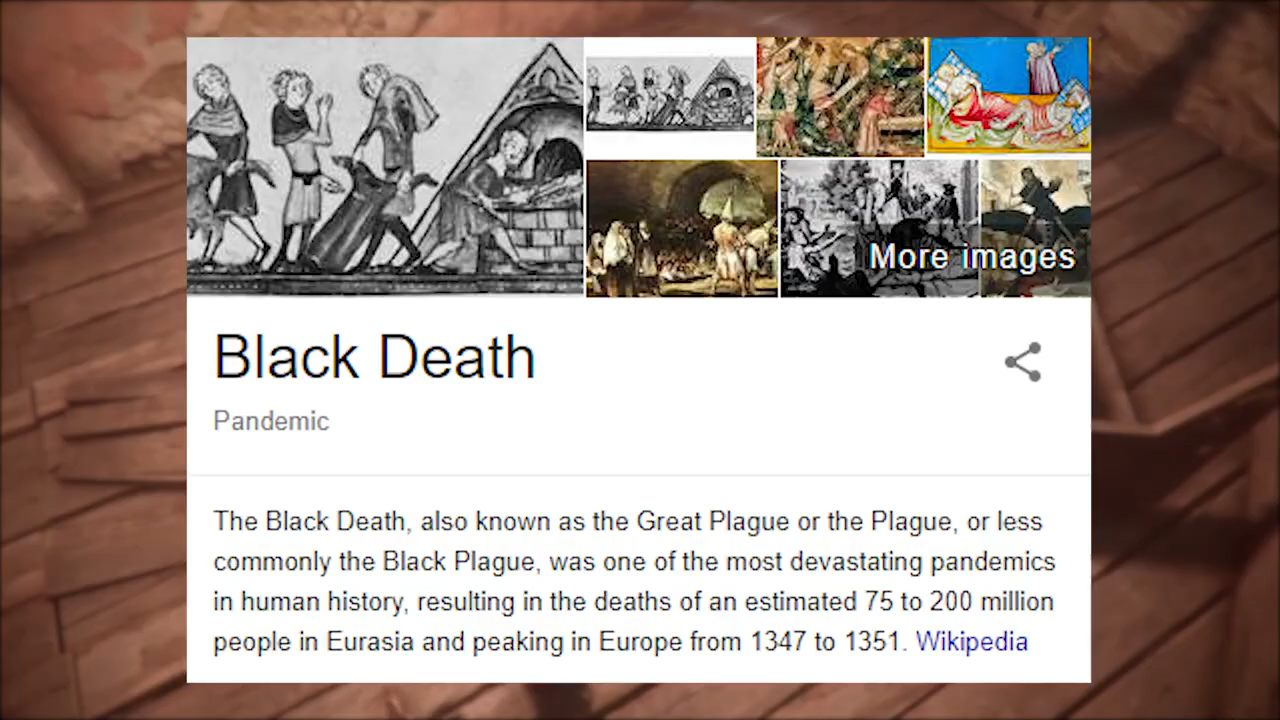 More images
Black Death
Pandemic
The Black Death, also known as the Great Plague or the Plague, or less
commonly the Black Plague, was one of the most devastating pandemics
in human history, resulting in the deaths of an estimated 75 to 200 million
people in Eurasia and peaking in Europe from 1347 to 1351. Wikipedia